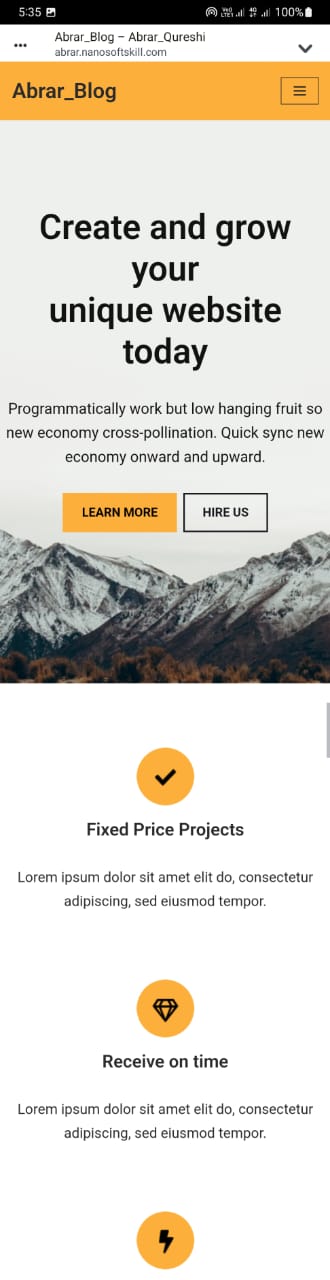 5:35
Vo0 LTE1 4G 100%
Abrar_Blog – Abrar_Qureshi
abrar.nanosoftskill.com
Abrar_Blog
Create and grow
your
unique website
today
Programmatically work but low hanging fruit so
new economy cross-pollination. Quick sync new
economy onward and upward.
LEARN MORE
HIRE US
Fixed Price Projects
Lorem ipsum dolor sit amet elit do, consectetur
adipiscing, sed eiusmod tempor.
Receive on time
Lorem ipsum dolor sit amet elit do, consectetur
adipiscing, sed eiusmod tempor.